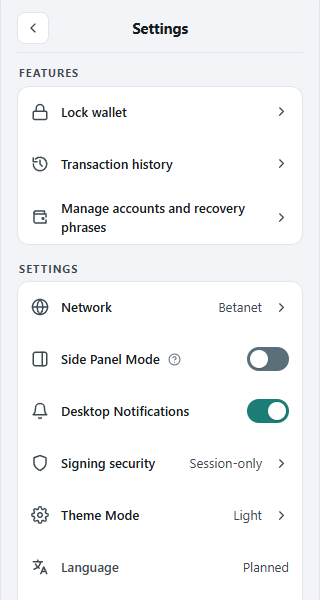 Settings
FEATURES
Lock wallet
Transaction history
Manage accounts and recovery
phrases
SETTINGS
Network Betanet
Side Panel Mode
Desktop Notifications
Signing security Session-only
Theme Mode Light
Language Planned